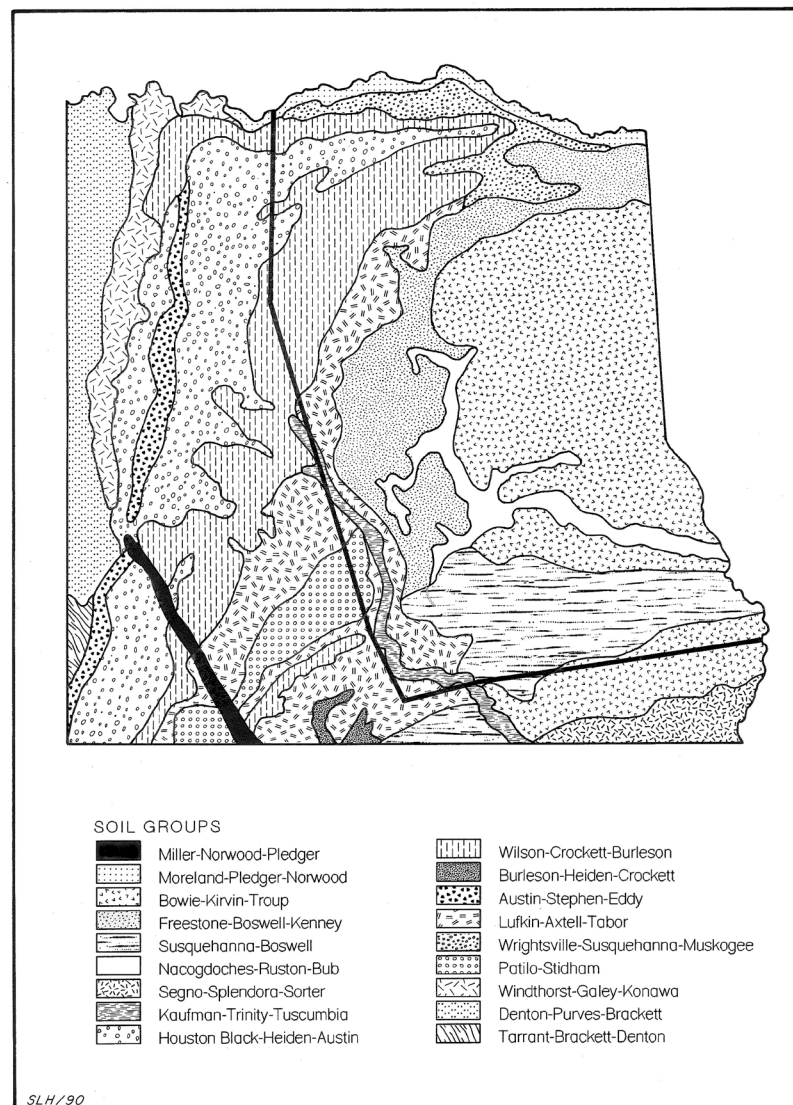 SOIL GROUPS
Miller-Norwood-Pledger
Moreland-Pledger-Norwood
Bowie-Kirvin-Troup
Freestone-Boswell-Kenney
Susquehanna-Boswell
Nacogdoches-Ruston-Bub
Segno-Splendora-Sorter
Kaufman-Trinity-Tuscumbia
Houston Black-Heiden-Austin
Wilson-Crockett-Burleson
Burleson-Heiden-Crockett
Austin-Stephen-Eddy
Lufkin-Axtell-Tabor
Wrightsville-Susquehanna-Muskogee
Patilo-Stidham
Windthorst-Galey-Konawa
Denton-Purves-Brackett
Tarrant-Brackett-Denton
SLH/90